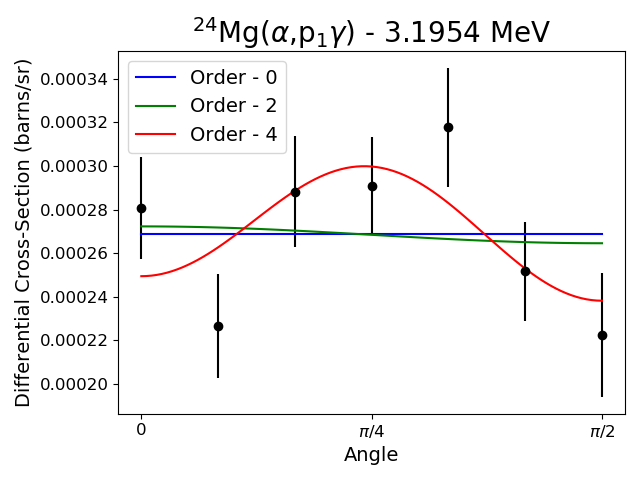 ²⁴Mg(α,p₁γ) - 3.1954 MeV
Differential Cross-Section (barns/sr)
0.00034
0.00032
0.00030
0.00028
0.00026
0.00024
0.00022
0.00020
Order - 0
Order - 2
Order - 4
0 π/4 π/2
Angle